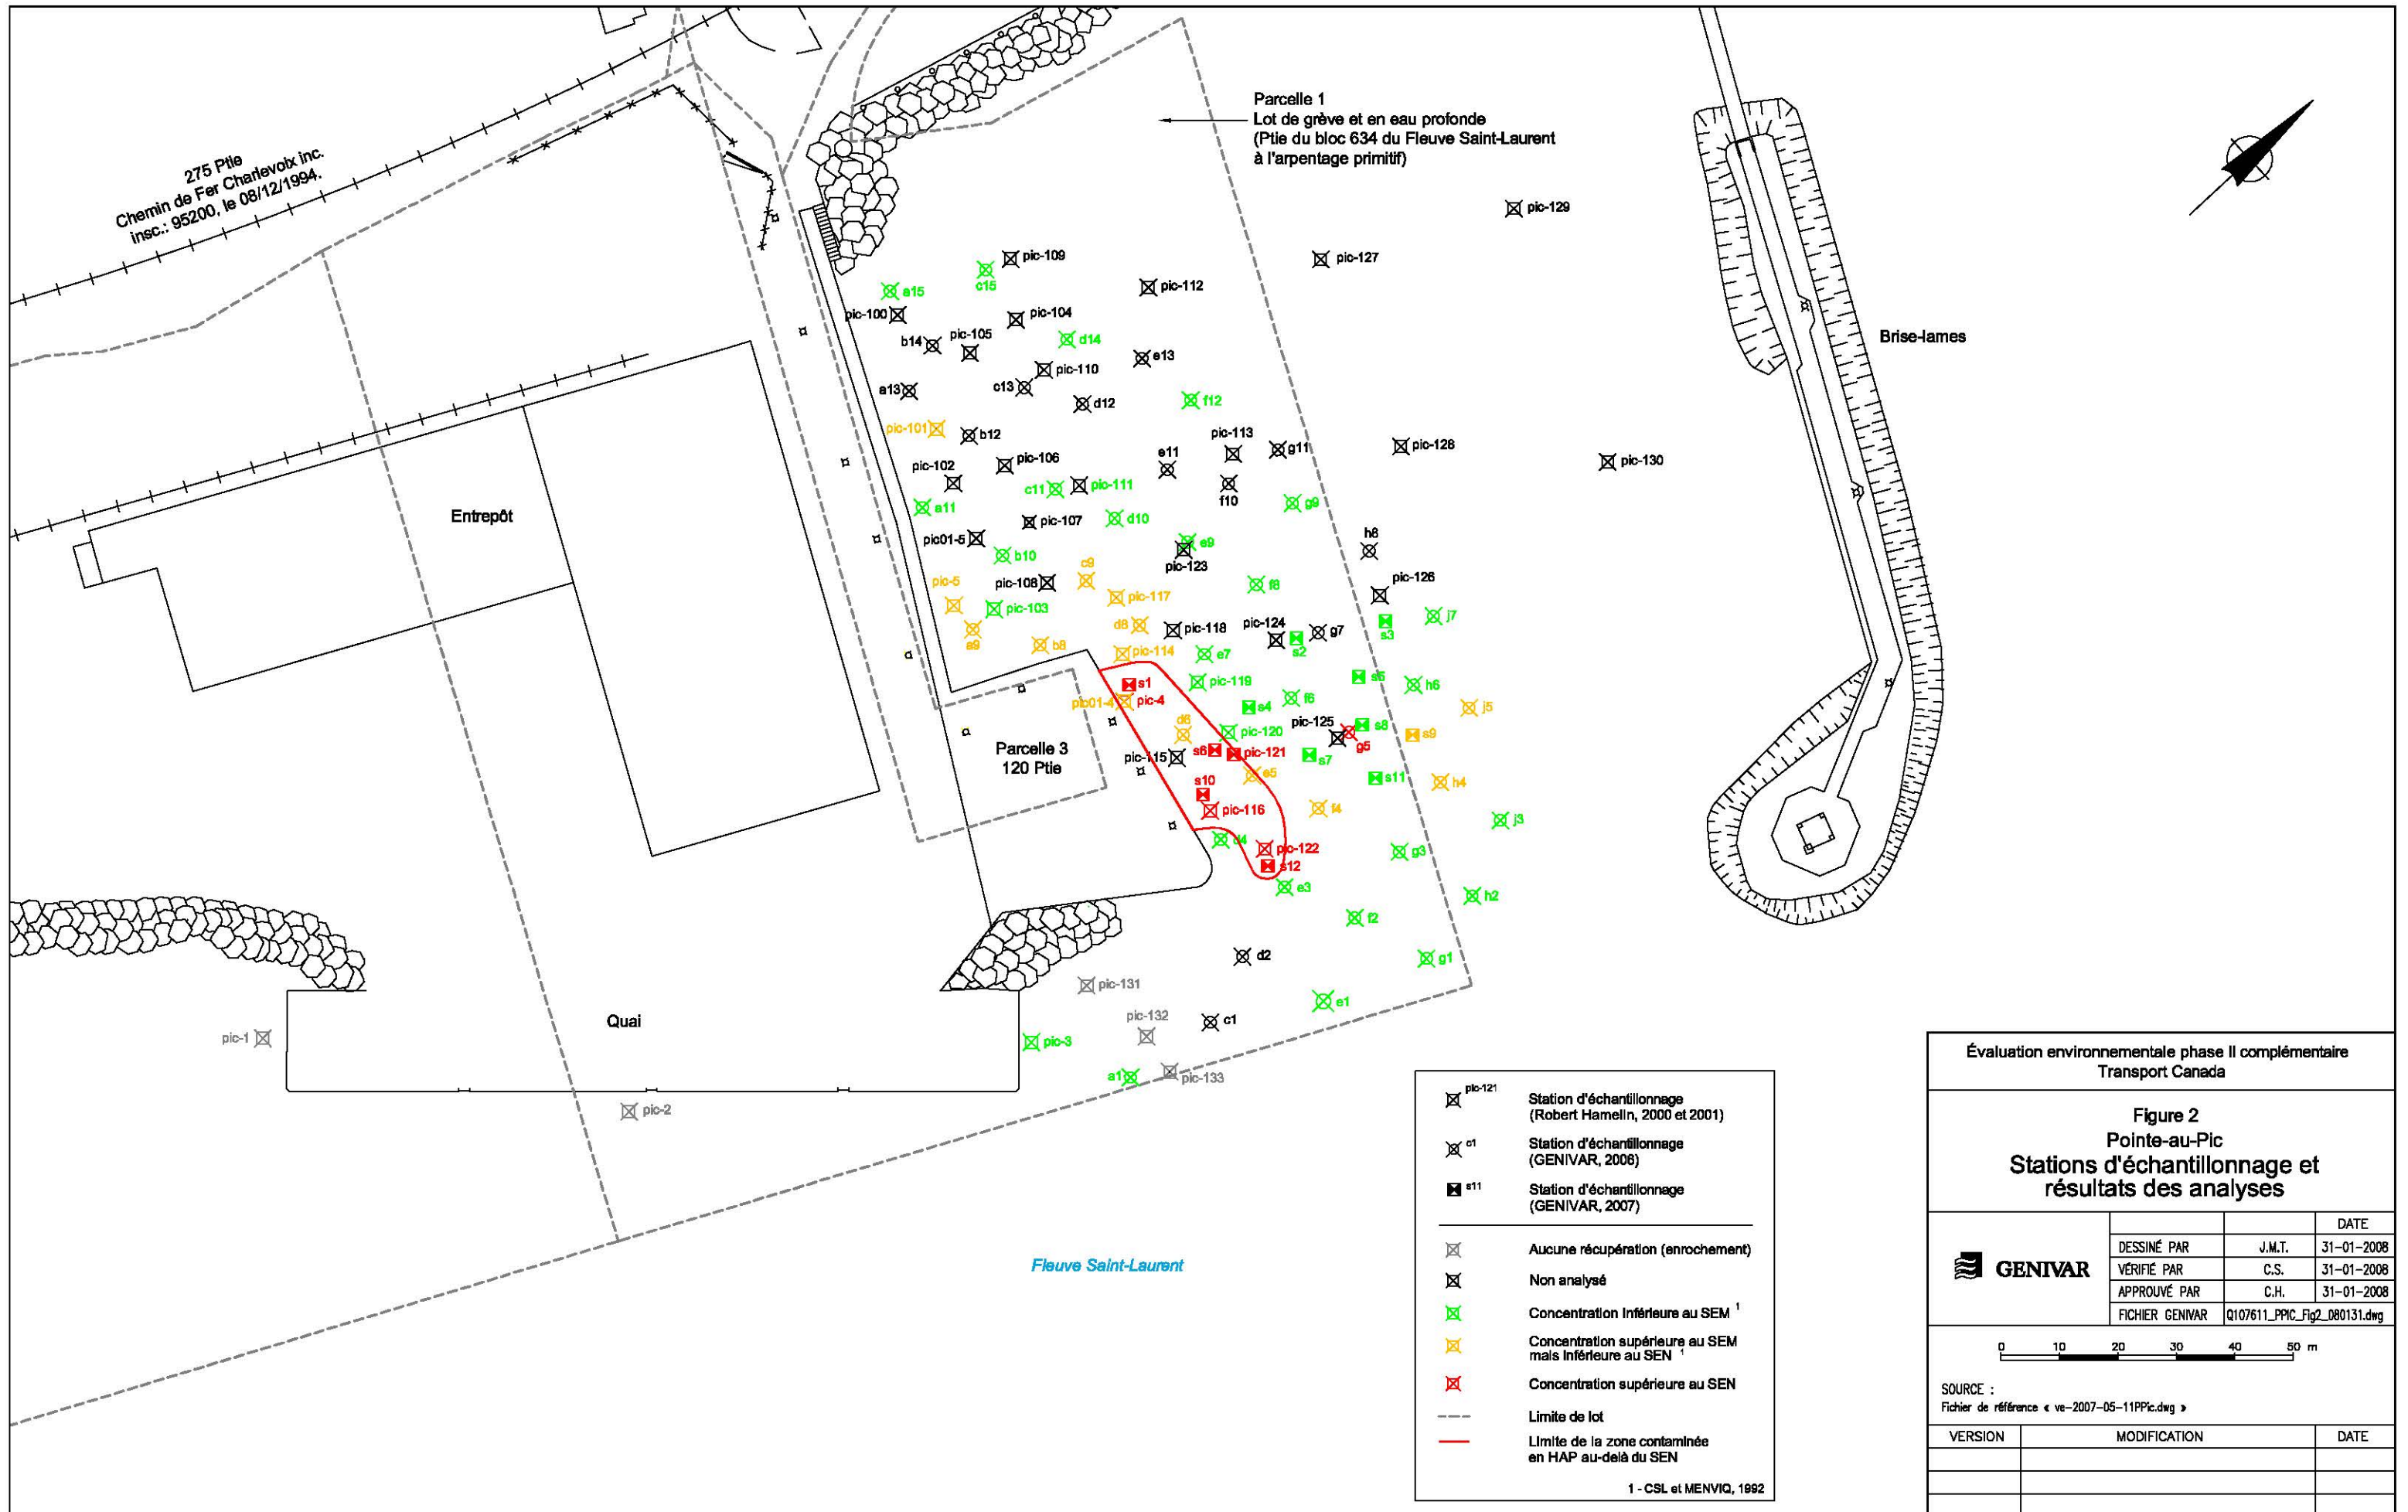 275 Ptie
Chemin de Fer Charlevoix inc.
insc.: 95200, le 08/12/1994.
Parcelle 1
Lot de grève et en eau profonde
(Ptie du bloc 634 du Fleuve Saint-Laurent
à l'arpentage primitif)
pic-129
pic-109
pic-127
c15
a15
pic-112
pic-100
pic-104
Brise-lames
b14
pic-105
d14
e13
pic-110
a13
c13
d12
f12
pic-101
b12
pic-113
g11
pic-128
pic-102
pic-106
e11
pic-130
c11
pic-111
f10
g9
Entrepôt
a11
d10
pic-107
pic01-5
e9
h8
b10
pic-123
c9
pic-126
pic-5
pic-108
f8
pic-117
pic-103
j7
d8
pic-118
pic-124
g7
s3
a9
b8
s2
pic-114
e7
s5
pic-119
h6
s1
pic01-4
pic-4
f6
s4
j5
d6
pic-125
s8
pic-120
g5
s9
Parcelle 3
120 Ptie
s6
pic-121
pic-115
s7
e5
s11
h4
s10
pic-116
f4
j3
d4
pic-122
g3
s12
e3
h2
f2
d2
g1
pic-131
e1
Quai
pic-132
c1
pic-1
pic-3
a1
pic-133
pic-2
Fleuve Saint-Laurent
pic-121
Station d'échantillonnage
(Robert Hamelin, 2000 et 2001)
c1
Station d'échantillonnage
(GENIVAR, 2006)
s11
Station d'échantillonnage
(GENIVAR, 2007)
Aucune récupération (enrochement)
Non analysé
Concentration inférieure au SEM 1
Concentration supérieure au SEM
mais inférieure au SEN 1
Concentration supérieure au SEN
Limite de lot
Limite de la zone contaminée
en HAP au-delà du SEN
1 - CSL et MENVIQ, 1992
Évaluation environnementale phase II complémentaire
Transport Canada
Figure 2
Pointe-au-Pic
Stations d'échantillonnage et
résultats des analyses
GENIVAR
DATE
DESSINÉ PAR J.M.T. 31-01-2008
VÉRIFIÉ PAR C.S. 31-01-2008
APPROUVÉ PAR C.H. 31-01-2008
FICHIER GENIVAR Q107611_PPIC_Fig2_080131.dwg
0 10 20 30 40 50 m
SOURCE :
Fichier de référence « ve-2007-05-11PPic.dwg »
VERSION MODIFICATION DATE